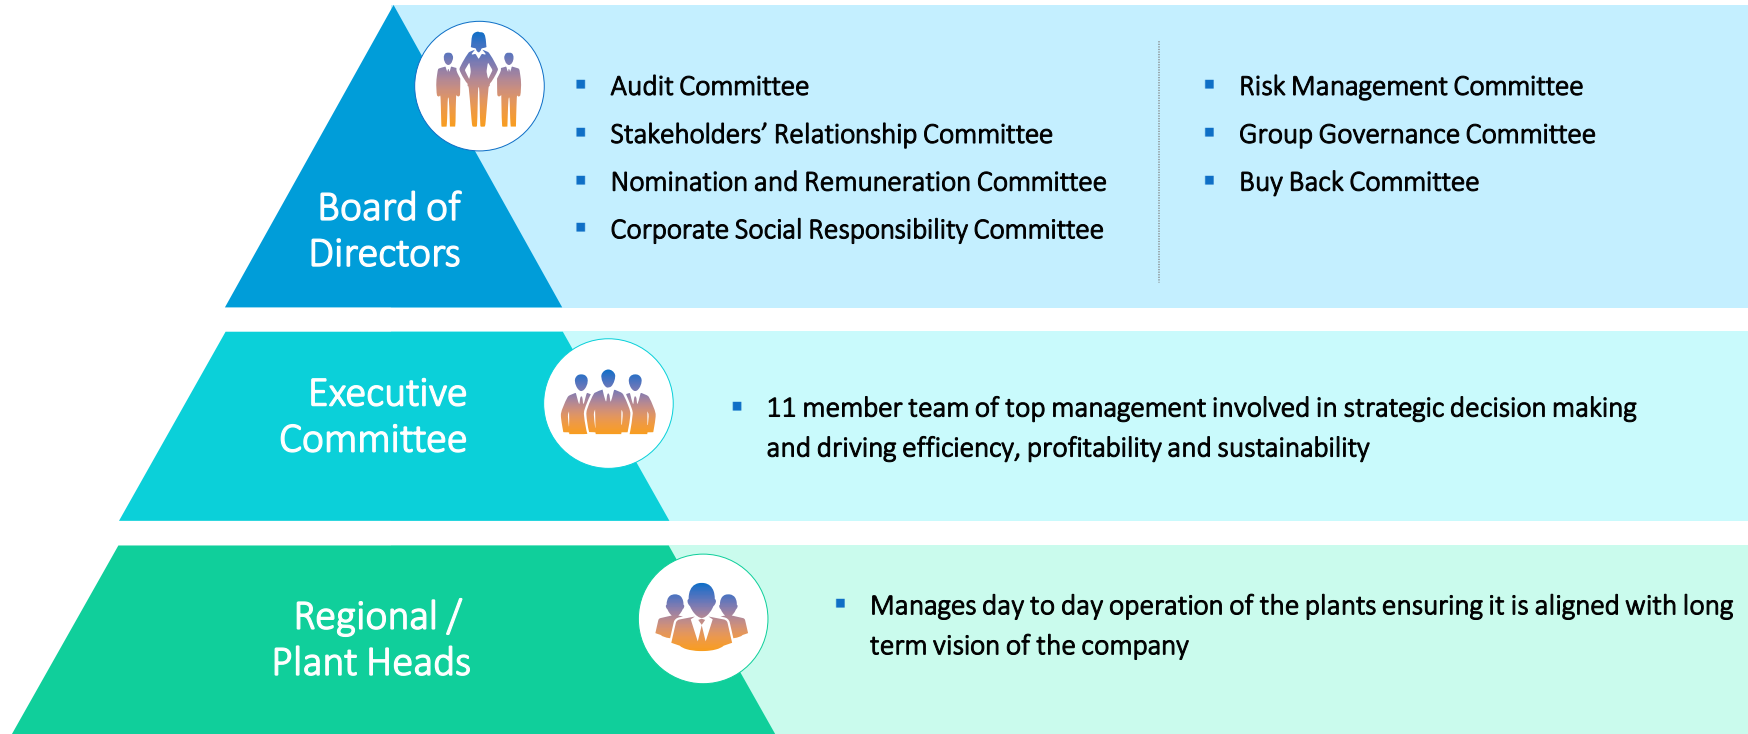 Board of
Directors
Audit Committee
Stakeholders’ Relationship Committee
Nomination and Remuneration Committee
Corporate Social Responsibility Committee
Risk Management Committee
Group Governance Committee
Buy Back Committee
Executive
Committee
11 member team of top management involved in strategic decision making
and driving efficiency, profitability and sustainability
Regional /
Plant Heads
Manages day to day operation of the plants ensuring it is aligned with long
term vision of the company